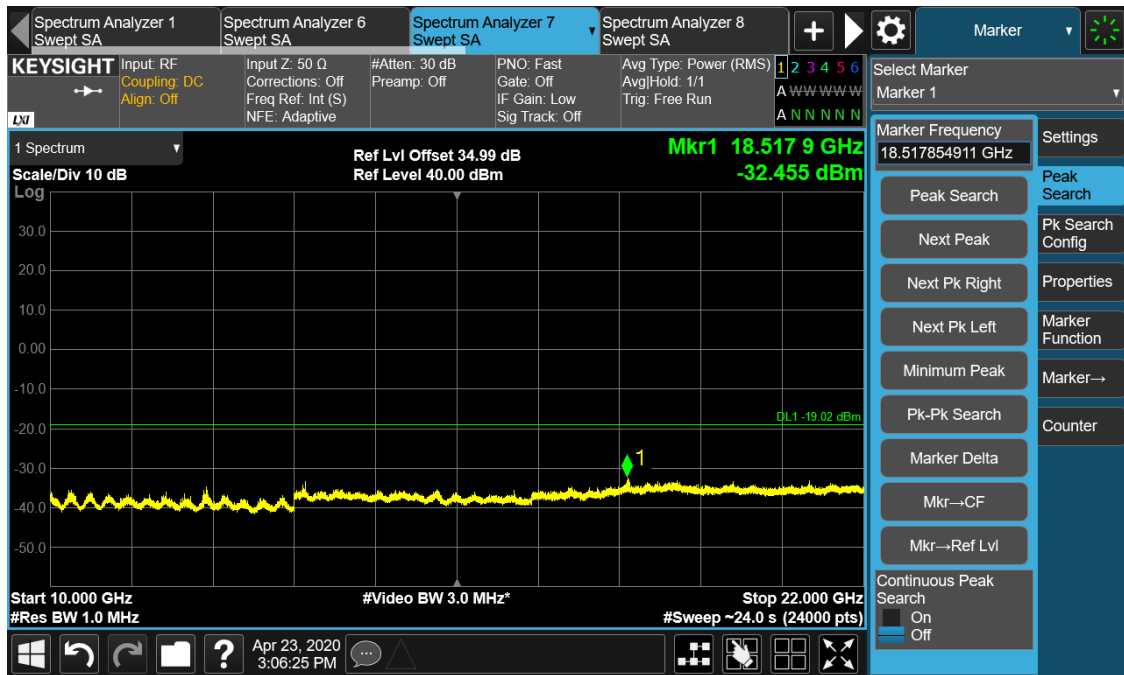 Spectrum Analyzer 1
Swept SA
Spectrum Analyzer 6
Swept SA
Spectrum Analyzer 7
Swept SA
Spectrum Analyzer 8
Swept SA
+
Marker
KEYSIGHT
LXI
Input: RF
Coupling: DC
Align: Off
Input Z: 50 Ω
Corrections: Off
Freq Ref: Int (S)
NFE: Adaptive
#Atten: 30 dB
Preamp: Off
PNO: Fast
Gate: Off
IF Gain: Low
Sig Track: Off
Avg Type: Power (RMS)
Avg|Hold: 1/1
Trig: Free Run
1 2 3 4 5 6
A W W W W W
A N N N N N
Select Marker
Marker 1
1 Spectrum
Scale/Div 10 dB
Log
Ref Lvl Offset 34.99 dB
Ref Level 40.00 dBm
Mkr1 18.517 9 GHz
-32.455 dBm
30.0
20.0
10.0
0.00
-10.0
-20.0
-30.0
-40.0
-50.0
DL1 -19.02 dBm
1
Start 10.000 GHz
#Res BW 1.0 MHz
#Video BW 3.0 MHz*
Stop 22.000 GHz
#Sweep ~24.0 s (24000 pts)
Marker Frequency
18.517854911 GHz
Peak Search
Next Peak
Next Pk Right
Next Pk Left
Minimum Peak
Pk-Pk Search
Marker Delta
Mkr→CF
Mkr→Ref Lvl
Continuous Peak
Search
On
Off
Settings
Peak
Search
Pk Search
Config
Properties
Marker
Function
Marker→
Counter
?
Apr 23, 2020
3:06:25 PM